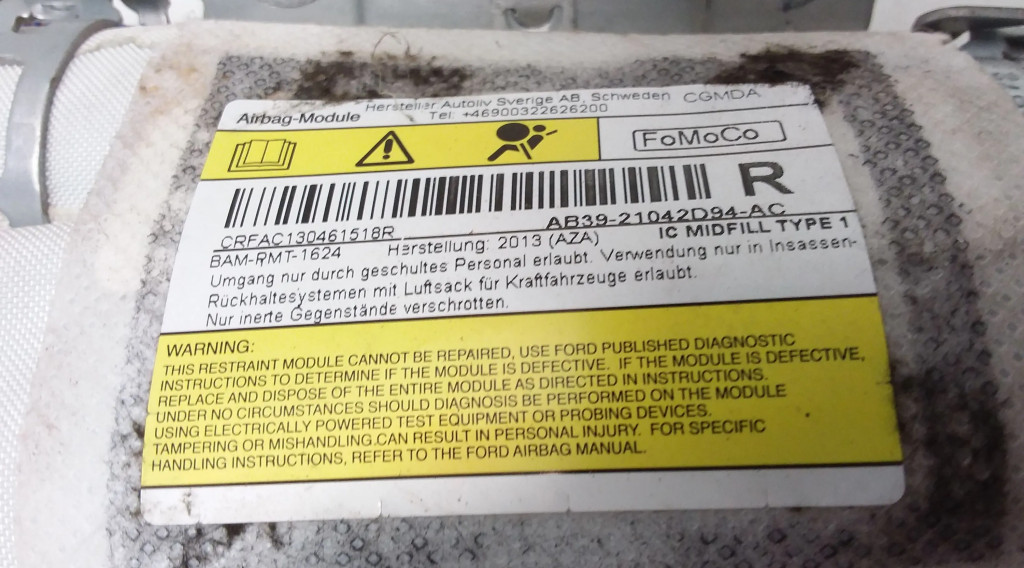 Airbag-Module
Hersteller Autoliv Sverige AB, Schweden CGMDA
Tel: +46900322626200
FoMoCo
R
CRFAC130461518R
AB39-21042D94-AC
BAM-RMT-1624
Herstellung: 2013 (AZA)
IC MIDFILL TYPE 1
Umgang nur durch geschultes Personal erlaubt. Verwendung nur in Insassen-
Rückhaltesystemen mit Luftsack für Kraftfahrzeuge erlaubt.
Nur inerte Gegenstände verschrotten.
WARNING:
THIS RESTRAINT MODULE CANNOT BE REPAIRED, USE FORD PUBLISHED DIAGNOSTIC
INSTRUCTIONS TO DETERMINE IF THE MODULE IS DEFECTIVE. IF THE MODULE IS DEFECTIVE,
REPLACE AND DISPOSE OF THE ENTIRE MODULE AS DIRECTED IN INSTRUCTIONS.
UNDER NO CIRCUMSTANCES SHOULD DIAGNOSIS BE PERFORMED ON THE MODULE
USING ELECTRICALLY POWERED TEST EQUIPMENT OR PROBING DEVICES.
TAMPERING OR MISHANDLING CAN RESULT IN PERSONAL INJURY. FOR SPECIFIC
HANDLING INSTRUCTIONS, REFER TO THE FORD AIRBAG MANUAL.